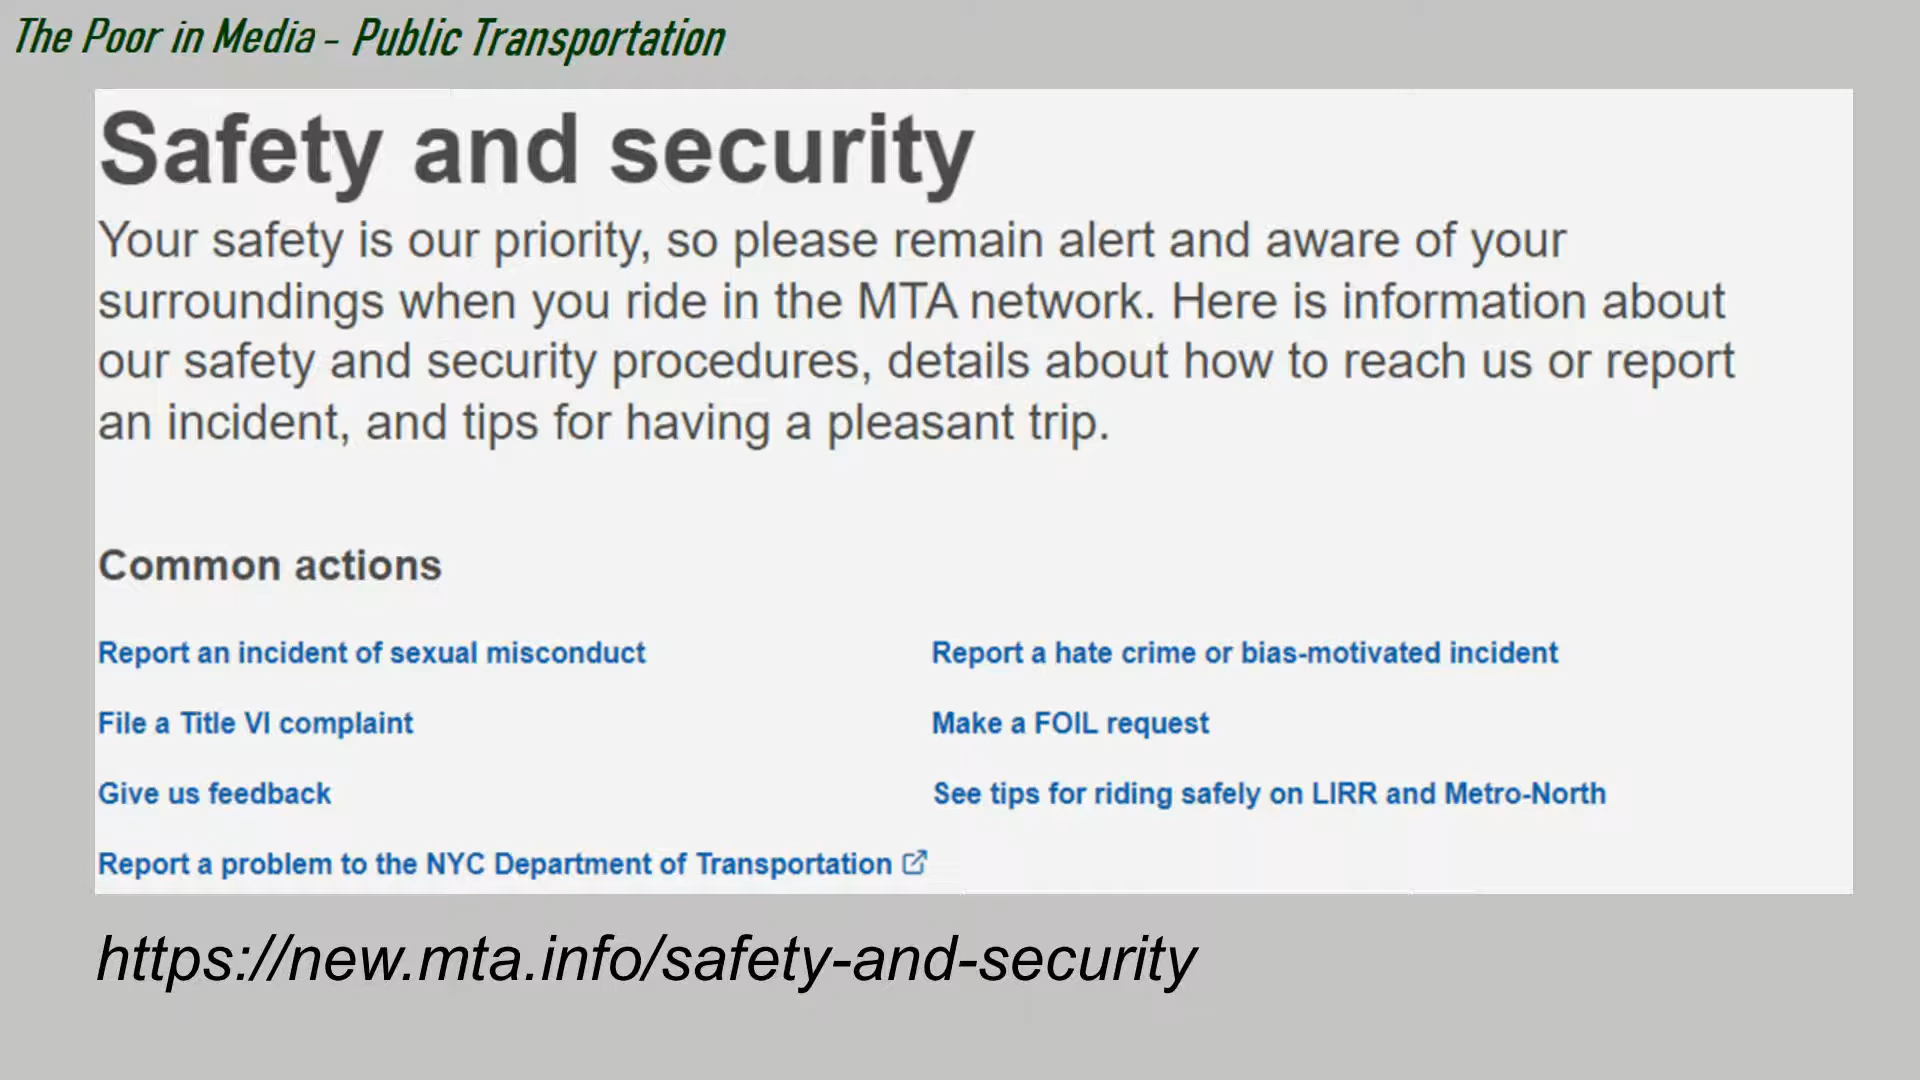 The Poor in Media - Public Transportation
Safety and security
Your safety is our priority, so please remain alert and aware of your
surroundings when you ride in the MTA network. Here is information about
our safety and security procedures, details about how to reach us or report
an incident, and tips for having a pleasant trip.
Common actions
Report an incident of sexual misconduct
Report a hate crime or bias-motivated incident
File a Title VI complaint
Make a FOIL request
Give us feedback
See tips for riding safely on LIRR and Metro-North
Report a problem to the NYC Department of Transportation
https://new.mta.info/safety-and-security